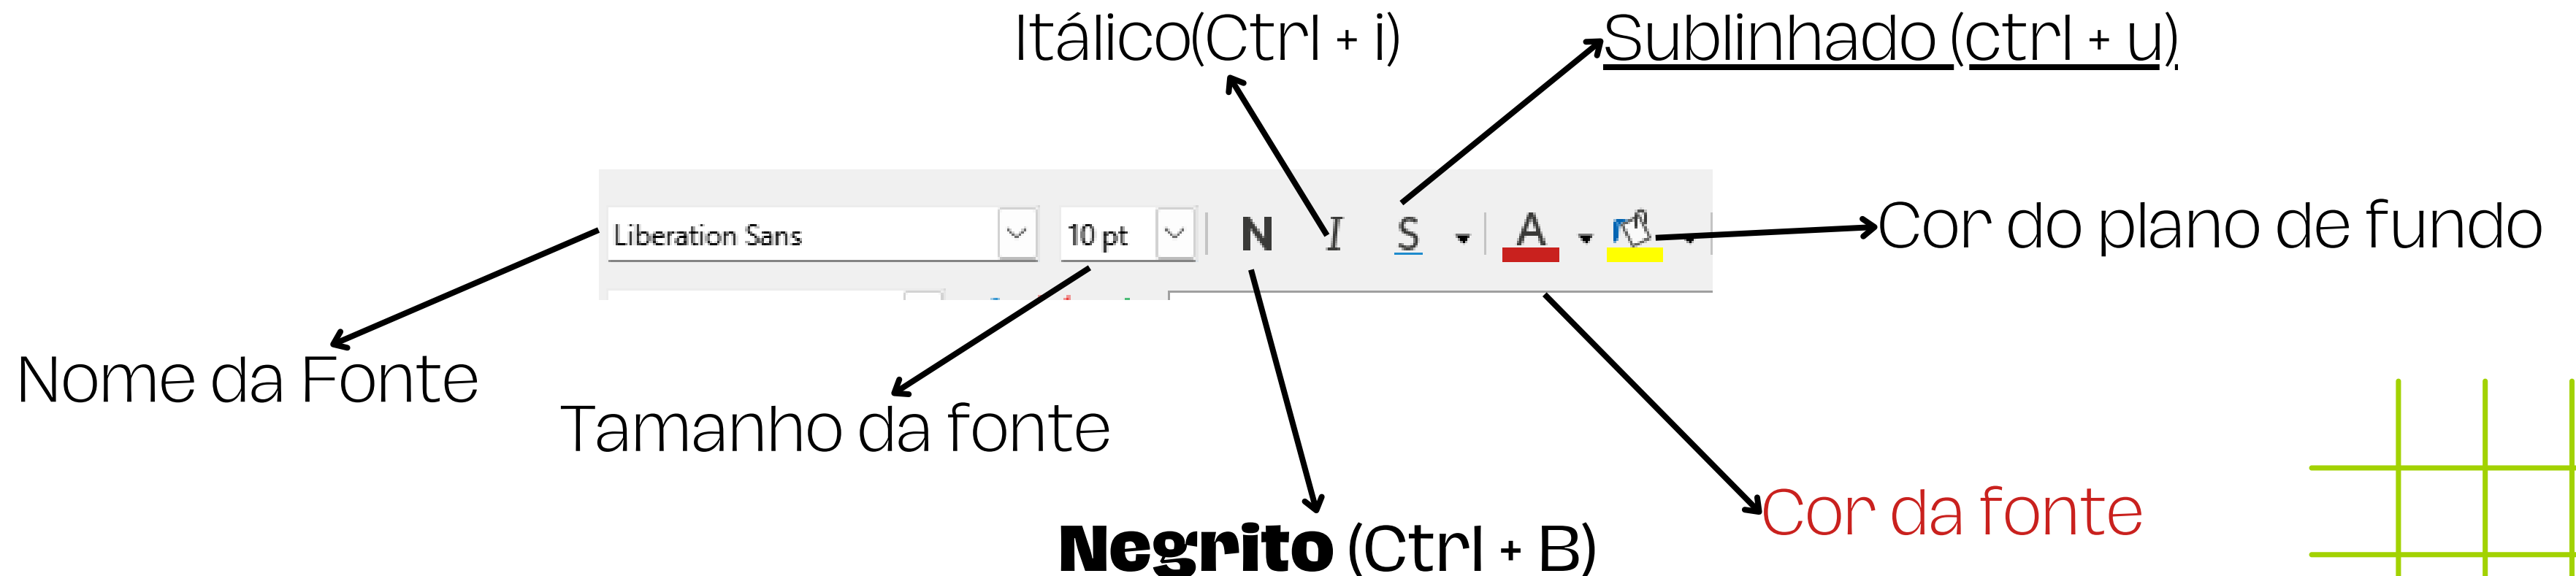 Itálico(Ctrl + i)
Sublinhado (ctrl + u)
Liberation Sans
10 pt
N
I
S
A
Cor do plano de fundo
Nome da Fonte
Tamanho da fonte
Cor da fonte
Negrito (Ctrl + B)